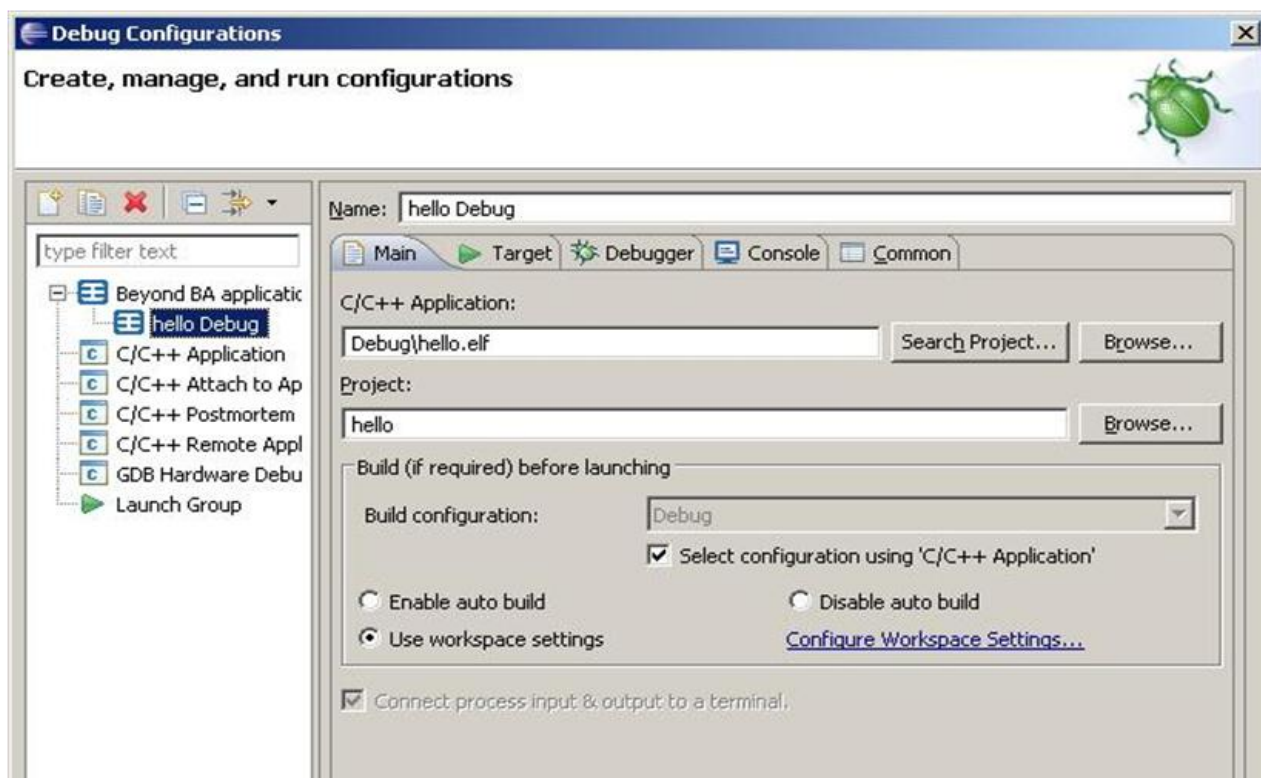 Debug Configurations
Create, manage, and run configurations
type filter text
Beyond BA applicatic
hello Debug
C/C++ Application
C/C++ Attach to Ap
C/C++ Postmortem
C/C++ Remote Appl
GDB Hardware Debu
Launch Group
Name: hello Debug
Main Target Debugger Console Common
C/C++ Application:
Debug\hello.elf Search Project... Browse...
Project:
hello Browse...
Build (if required) before launching
Build configuration: Debug
Select configuration using 'C/C++ Application'
Enable auto build Disable auto build
Use workspace settings Configure Workspace Settings...
Connect process input & output to a terminal.